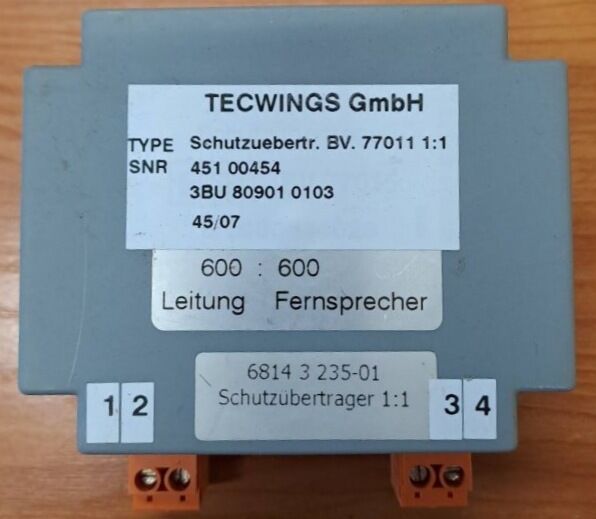 TECWINGS GmbH
TYPE Schutzuebertr. BV. 77011 1:1
SNR 451 00454
3BU 80901 0103
45/07
600 : 600
Leitung Fernsprecher
6814 3 235-01
Schutzübertrager 1:1
1 2 3 4